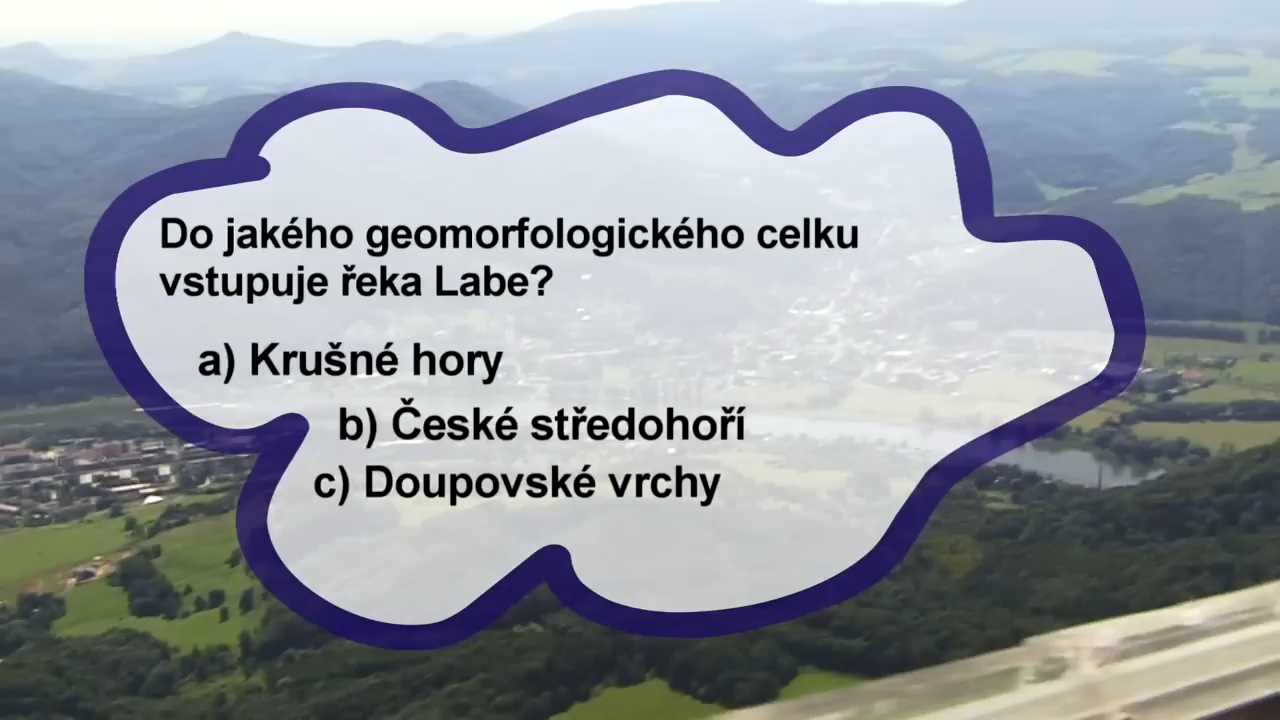 Do jakého geomorfologického celku
vstupuje řeka Labe?
a) Krušné hory
b) České středohoří
c) Doupovské vrchy